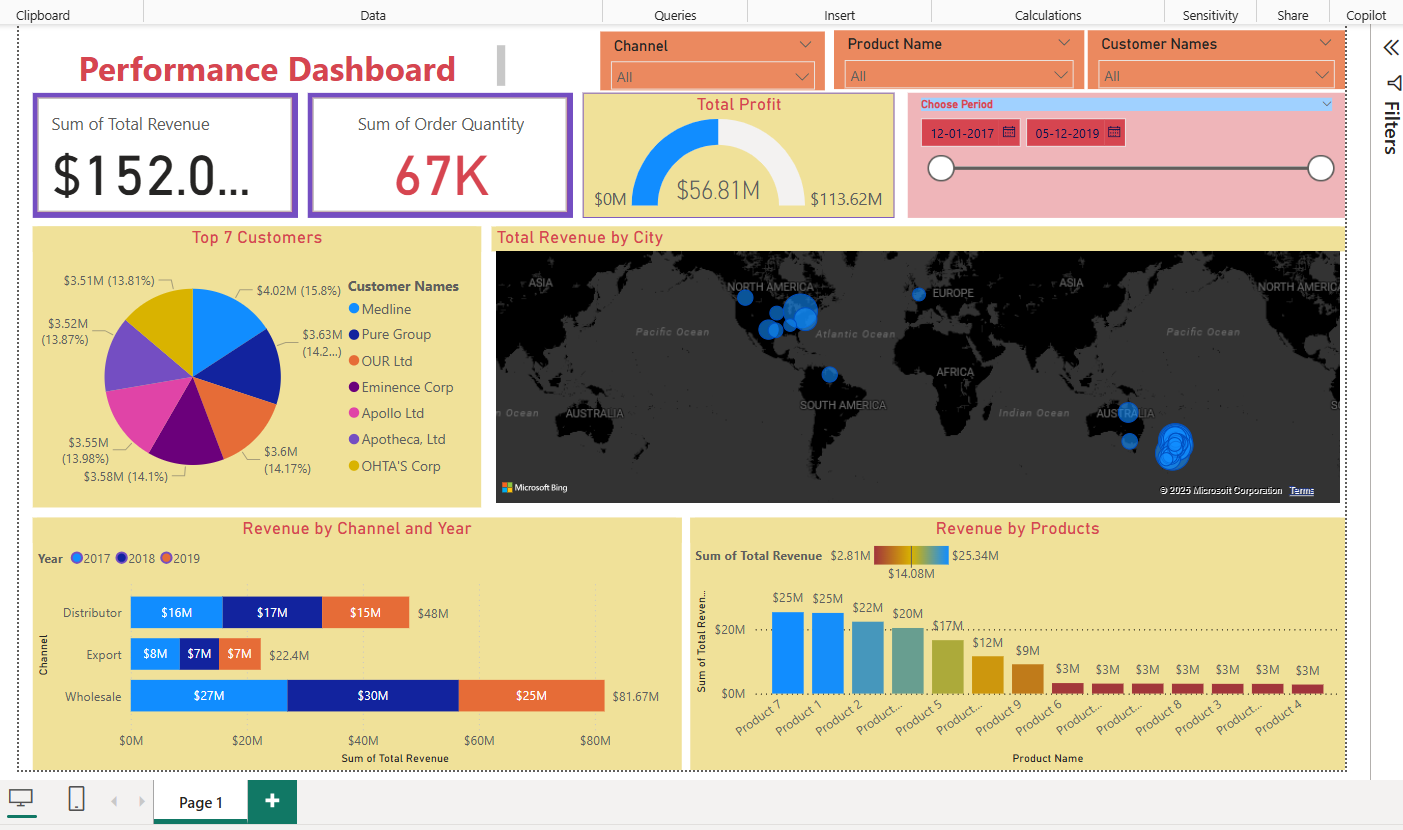 Clipboard
Data
Queries
Insert
Calculations
Sensitivity
Share
Copilot
Performance Dashboard
Channel
All
Product Name
All
Customer Names
All
Filters
Sum of Total Revenue
$152.0...
Sum of Order Quantity
67K
Total Profit
$0M
$56.81M
$113.62M
Choose Period
12-01-2017
05-12-2019
Top 7 Customers
$3.51M (13.81%)
$4.02M (15.8%)
$3.52M
(13.87%)
$3.63M
(14.2...)
$3.55M
(13.98%)
$3.6M
(14.17%)
$3.58M (14.1%)
Customer Names
Medline
Pure Group
OUR Ltd
Eminence Corp
Apollo Ltd
Apotheca, Ltd
OHTA'S Corp
Total Revenue by City
ASIA
NORTH AMERICA
EUROPE
ASIA
NORTH AMERICA
Pacific Ocean
Atlantic Ocean
Pacific Ocean
AFRICA
SOUTH AMERICA
n Ocean
AUSTRALIA
Indian Ocean
AUSTRALIA
S
Microsoft Bing
© 2025 Microsoft Corporation
Terms
Revenue by Channel and Year
Year
2017
2018
2019
Channel
Distributor
$16M
$17M
$15M
$48M
Export
$8M
$7M
$7M
$22.4M
Wholesale
$27M
$30M
$25M
$81.67M
$0M
$20M
$40M
$60M
$80M
Sum of Total Revenue
Revenue by Products
Sum of Total Revenue
$2.81M
$25.34M
$14.08M
Sum of Total Reven...
$20M
$0M
$25M
$25M
$22M
$20M
$17M
$12M
$9M
$3M
$3M
$3M
$3M
$3M
$3M
$3M
Product 7
Product 1
Product 2
Product...
Product 5
Product...
Product 9
Product 6
Product...
Product...
Product 8
Product 3
Product...
Product 4
Product Name
Page 1